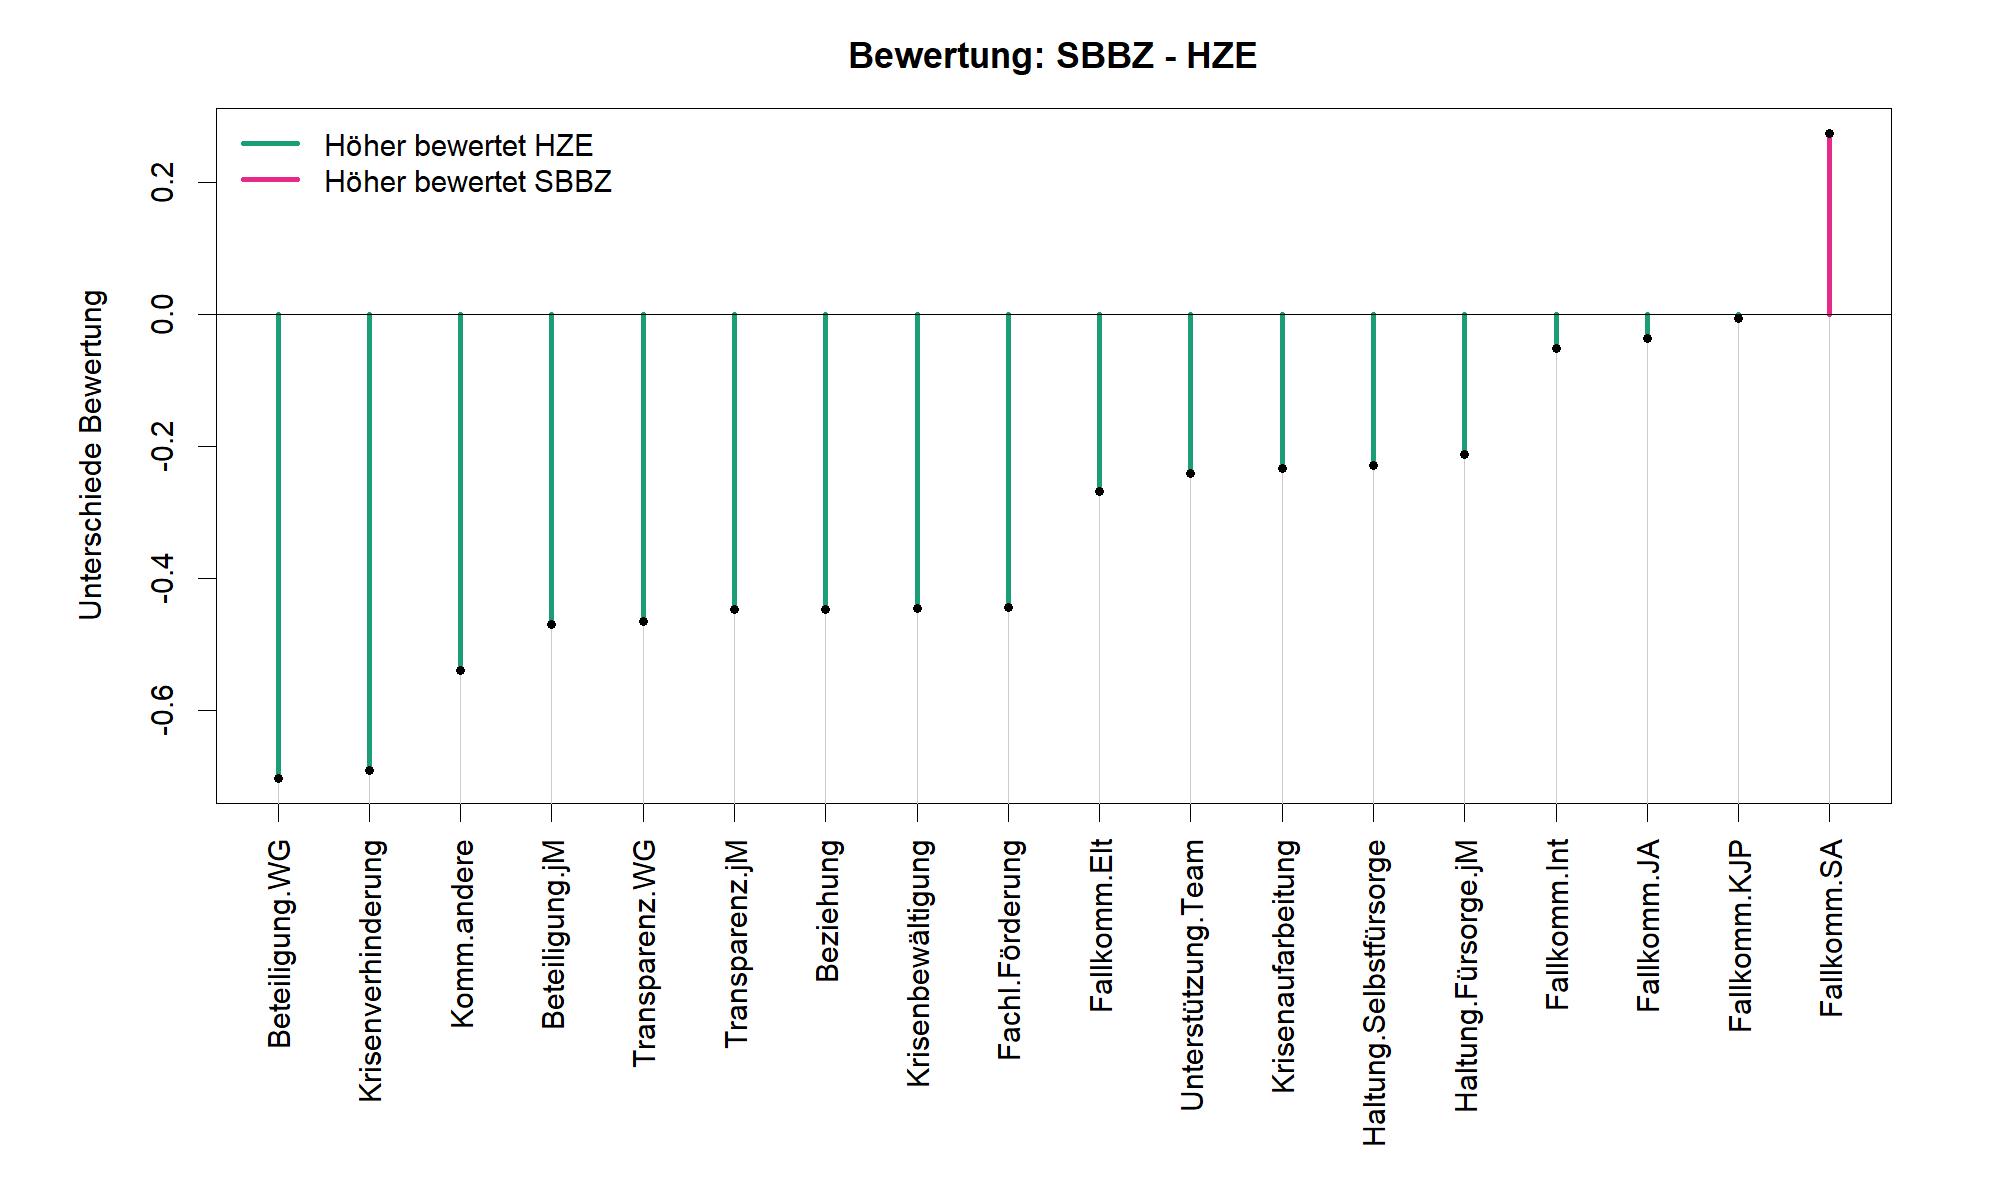 Bewertung: SBBZ - HZE
Höher bewertet HZE
Höher bewertet SBBZ
Unterschiede Bewertung
0.2
0.0
-0.2
-0.4
-0.6
Beteiligung.WG
Krisenverhinderung
Komm.andere
Beteiligung.jM
Transparenz.WG
Transparenz.jM
Beziehung
Krisenbewältigung
Fachl.Förderung
Fallkomm.Elt
Unterstützung.Team
Krisenaufarbeitung
Haltung.Selbstfürsorge
Haltung.Fürsorge.jM
Fallkomm.Int
Fallkomm.JA
Fallkomm.KJP
Fallkomm.SA